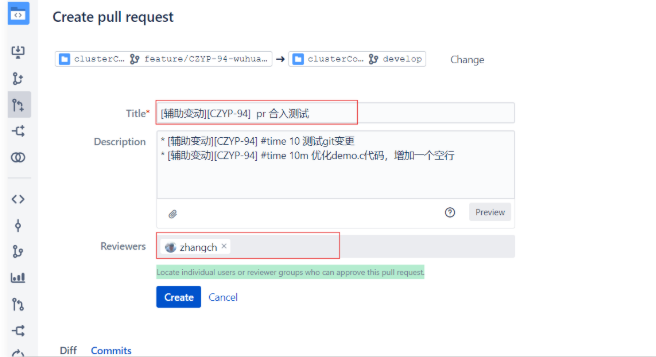 Create pull request
clusterC... feature/CZYP-94-wuhua... → clusterCo... develop Change
Title* [辅助变动][CZYP-94] pr 合入测试
Description * [辅助变动][CZYP-94] #time 10 测试git变更
* [辅助变动][CZYP-94] #time 10m 优化demo.c代码，增加一个空行
Preview
Reviewers zhangch ×
Locate individual users or reviewer groups who can approve this pull request.
Create Cancel
Diff Commits